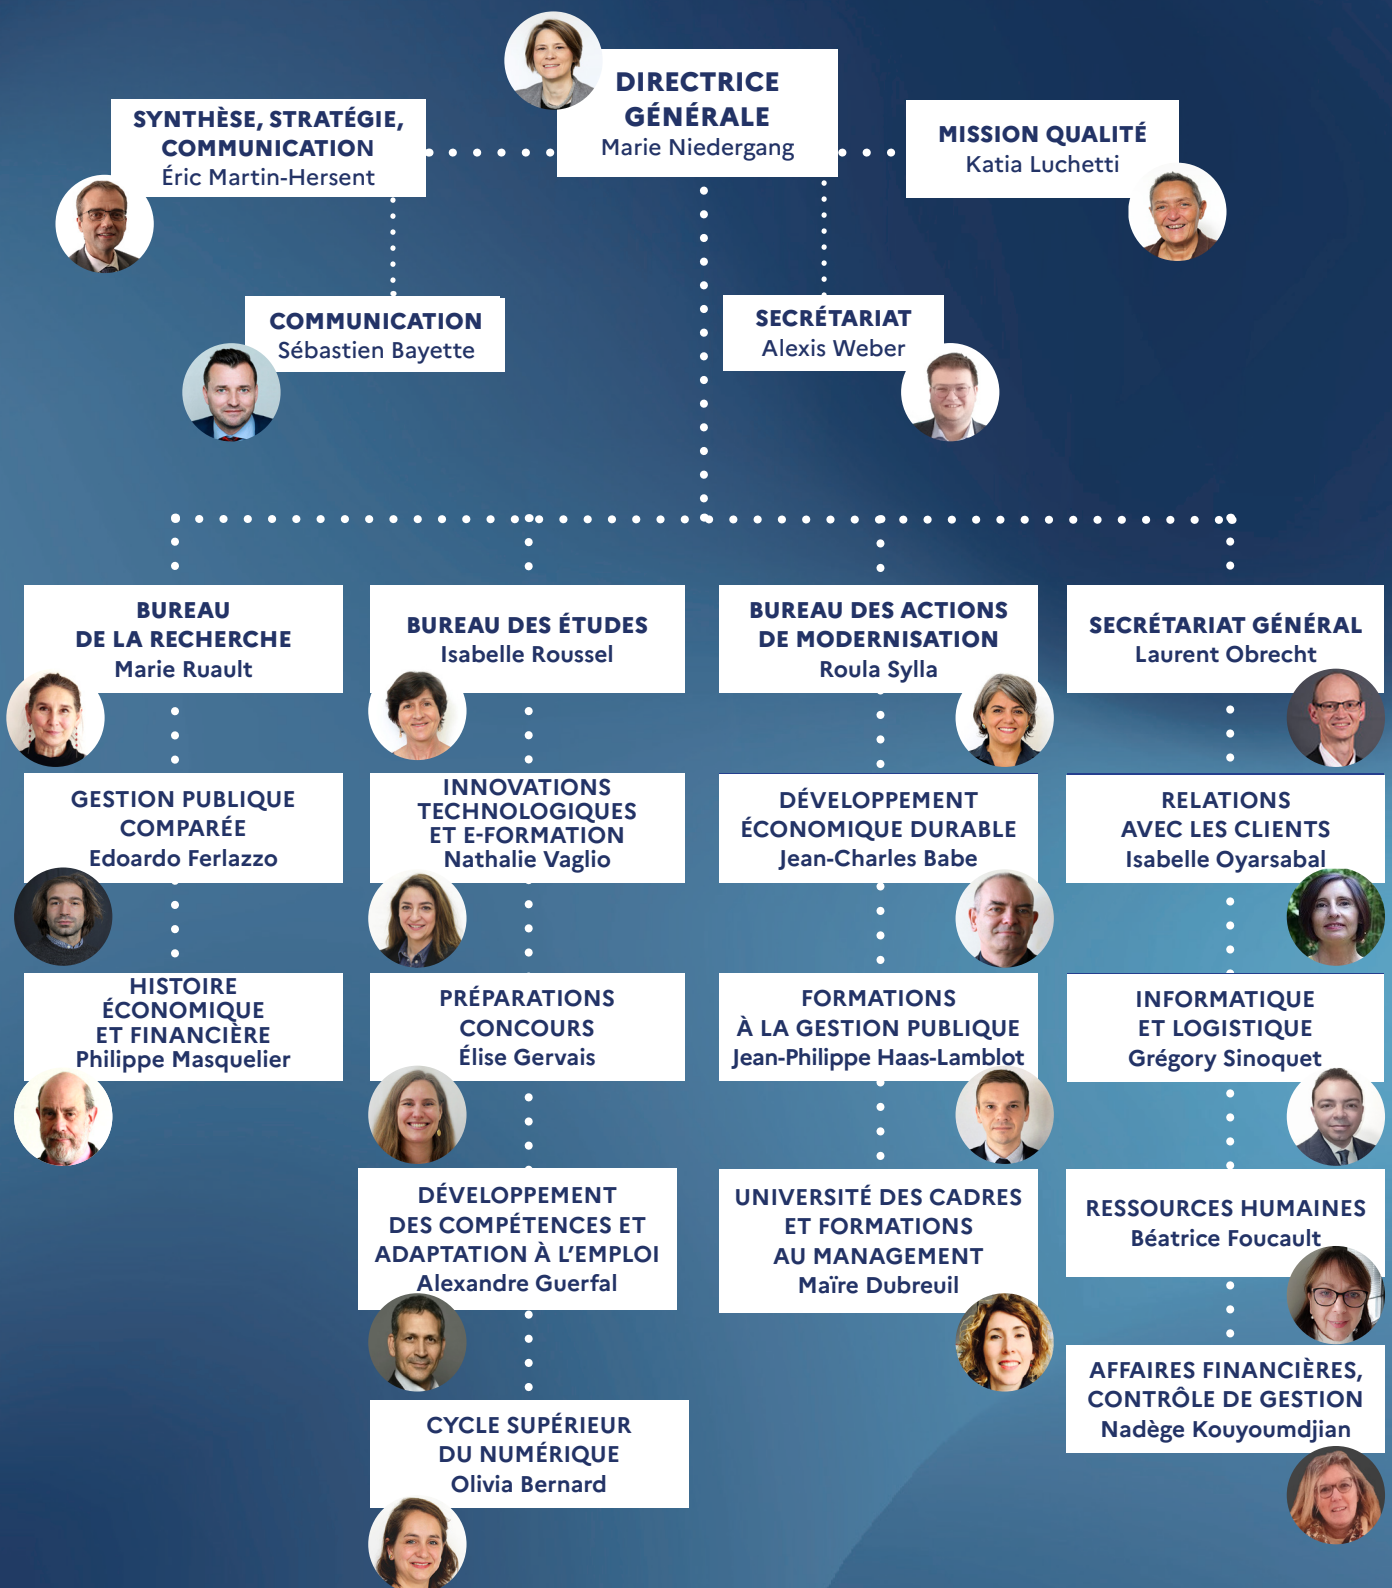 DIRECTRICE
GÉNÉRALE
Marie Niedergang
SYNTHÈSE, STRATÉGIE,
COMMUNICATION
Éric Martin-Hersent
MISSION QUALITÉ
Katia Luchetti
COMMUNICATION
Sébastien Bayette
SECRÉTARIAT
Alexis Weber
BUREAU
DE LA RECHERCHE
Marie Ruault
GESTION PUBLIQUE
COMPARÉE
Edoardo Ferlazzo
HISTOIRE
ÉCONOMIQUE
ET FINANCIÈRE
Philippe Masquelier
BUREAU DES ÉTUDES
Isabelle Roussel
INNOVATIONS
TECHNOLOGIQUES
ET E-FORMATION
Nathalie Vaglio
PRÉPARATIONS
CONCOURS
Élise Gervais
DÉVELOPPEMENT
DES COMPÉTENCES ET
ADAPTATION À L’EMPLOI
Alexandre Guerfal
CYCLE SUPÉRIEUR
DU NUMÉRIQUE
Olivia Bernard
BUREAU DES ACTIONS
DE MODERNISATION
Roula Sylla
DÉVELOPPEMENT
ÉCONOMIQUE DURABLE
Jean-Charles Babe
FORMATIONS
À LA GESTION PUBLIQUE
Jean-Philippe Haas-Lamblot
UNIVERSITÉ DES CADRES
ET FORMATIONS
AU MANAGEMENT
Maïre Dubreuil
SECRÉTARIAT GÉNÉRAL
Laurent Obrecht
RELATIONS
AVEC LES CLIENTS
Isabelle Oyarsabal
INFORMATIQUE
ET LOGISTIQUE
Grégory Sinoquet
RESSOURCES HUMAINES
Béatrice Foucault
AFFAIRES FINANCIÈRES,
CONTRÔLE DE GESTION
Nadège Kouyoumdjian